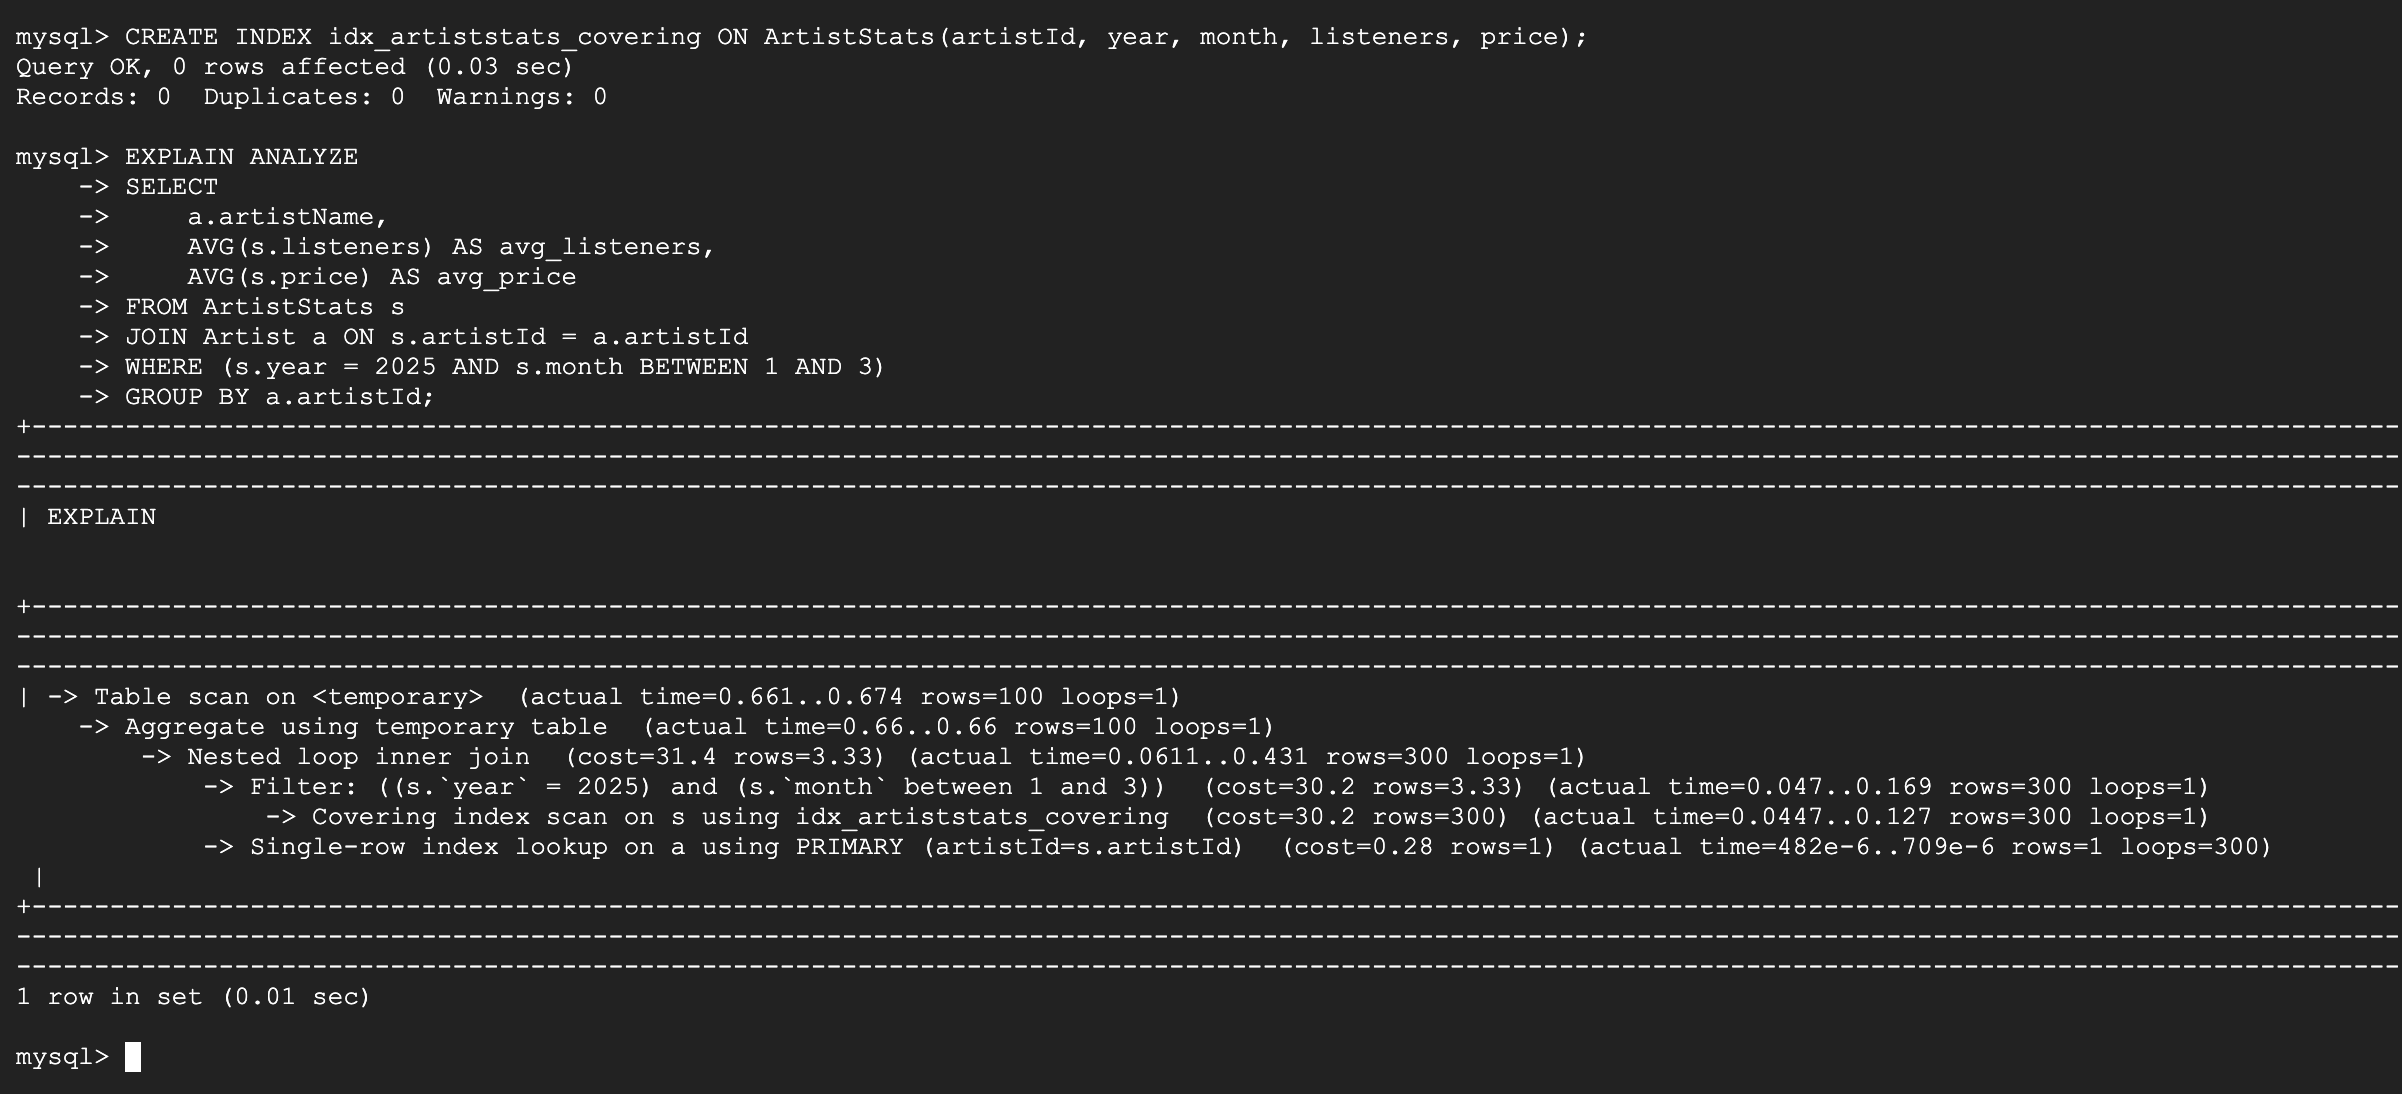 mysql> CREATE INDEX idx_artiststats_covering ON ArtistStats(artistId, year, month, listeners, price);
Query OK, 0 rows affected (0.03 sec)
Records: 0  Duplicates: 0  Warnings: 0

mysql> EXPLAIN ANALYZE
    -> SELECT
    ->     a.artistName,
    ->     AVG(s.listeners) AS avg_listeners,
    ->     AVG(s.price) AS avg_price
    -> FROM ArtistStats s
    -> JOIN Artist a ON s.artistId = a.artistId
    -> WHERE (s.year = 2025 AND s.month BETWEEN 1 AND 3)
    -> GROUP BY a.artistId;
| EXPLAIN
| -> Table scan on <temporary>  (actual time=0.661..0.674 rows=100 loops=1)
    -> Aggregate using temporary table  (actual time=0.66..0.66 rows=100 loops=1)
        -> Nested loop inner join  (cost=31.4 rows=3.33) (actual time=0.0611..0.431 rows=300 loops=1)
            -> Filter: ((s.`year` = 2025) and (s.`month` between 1 and 3))  (cost=30.2 rows=3.33) (actual time=0.047..0.169 rows=300 loops=1)
                -> Covering index scan on s using idx_artiststats_covering  (cost=30.2 rows=300) (actual time=0.0447..0.127 rows=300 loops=1)
            -> Single-row index lookup on a using PRIMARY (artistId=s.artistId)  (cost=0.28 rows=1) (actual time=482e-6..709e-6 rows=1 loops=300)
 |
1 row in set (0.01 sec)

mysql>